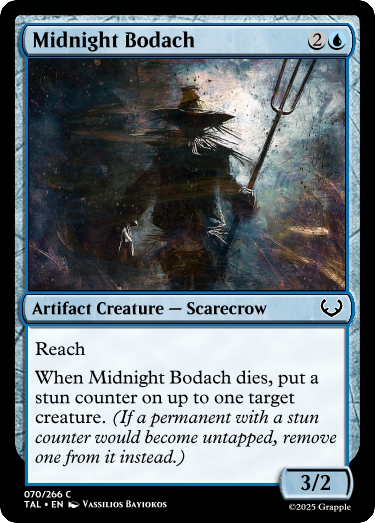 Midnight Bodach
2
Artifact Creature — Scarecrow
Reach
When Midnight Bodach dies, put a
stun counter on up to one target
creature. (If a permanent with a stun
counter would become untapped, remove
one from it instead.)
3/2
070/266 C
TAL • EN VASSILIOS BAYIOKOS
©2025 Grapple